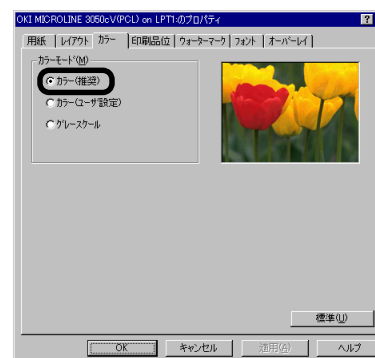 OKI MICROLINE 3050cV(PCL) on LPT1:のプロパティ
用紙 レイアウト カラー 印刷品位 ウォーターマーク フォント オーバーレイ
カラーモード(M)
カラー(推奨)
カラー(ユーザ設定)
グレースケール
標準(U)
OK キャンセル 適用(A) ヘルプ